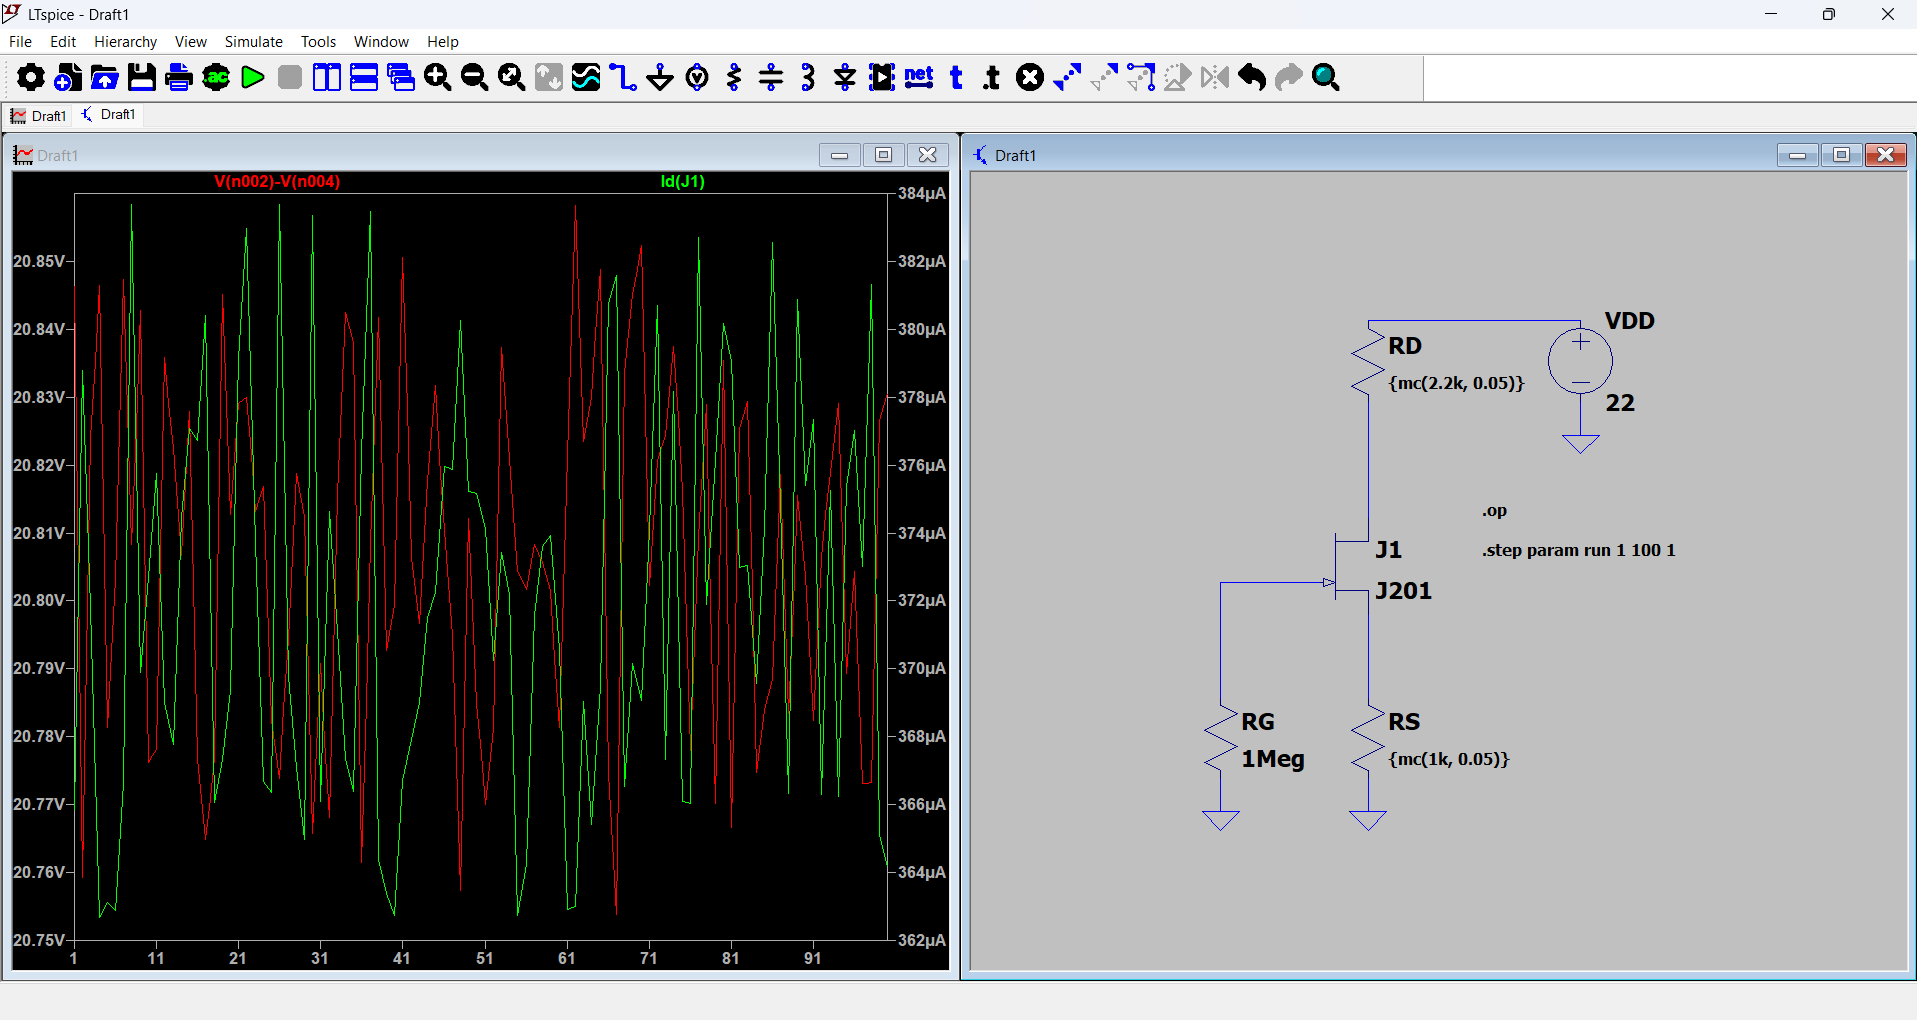 LTspice - Draft1
File Edit Hierarchy View Simulate Tools Window Help
.ac net t .t
Draft1 Draft1
Draft1
V(n002)-V(n004) Id(J1)
384µA
20.85V 382µA
20.84V 380µA
20.83V 378µA
20.82V 376µA
20.81V 374µA
20.80V 372µA
20.79V 370µA
20.78V 368µA
20.77V 366µA
20.76V 364µA
20.75V 362µA
1 11 21 31 41 51 61 71 81 91
Draft1
VDD
RD
{mc(2.2k, 0.05)}
22
.op
J1
.step param run 1 100 1
J201
RG
1Meg
RS
{mc(1k, 0.05)}